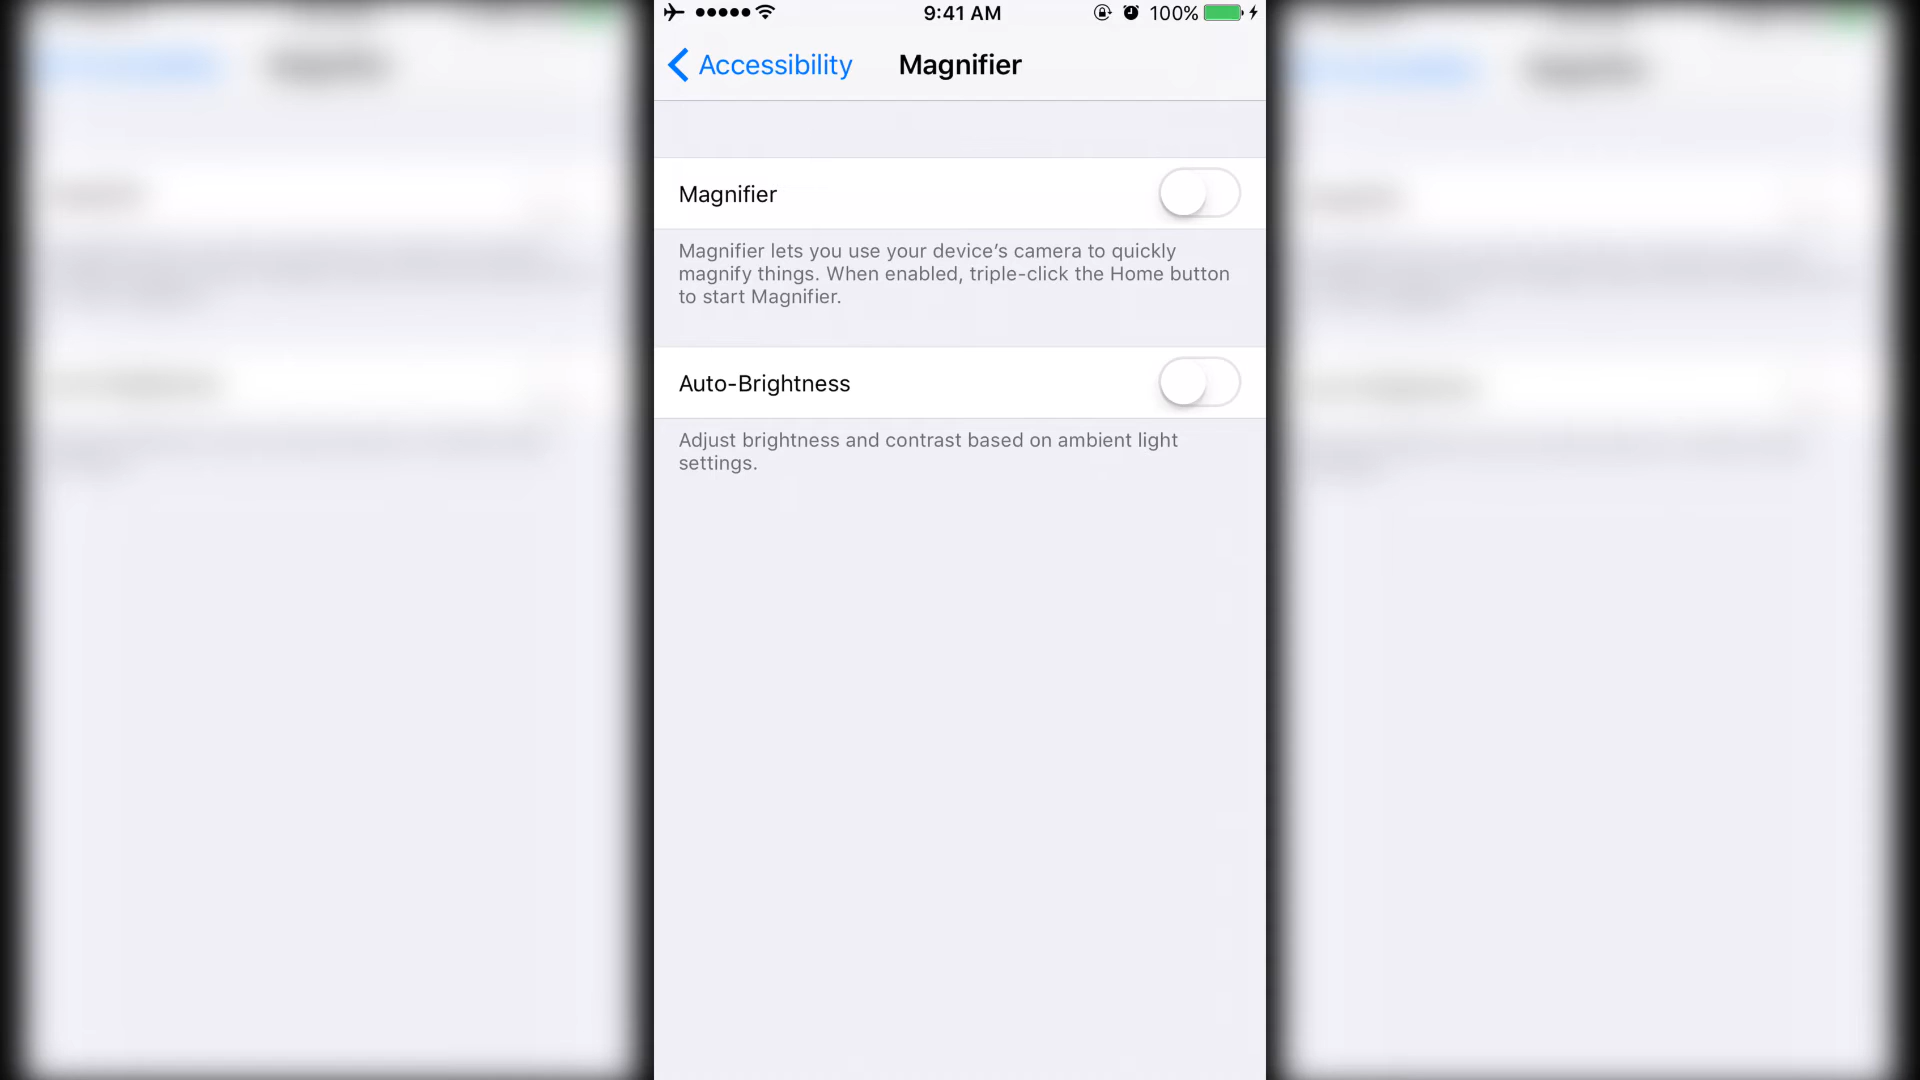 9:41 AM 100%
Accessibility Magnifier
Magnifier
Magnifier lets you use your device’s camera to quickly
magnify things. When enabled, triple-click the Home button
to start Magnifier.
Auto-Brightness
Adjust brightness and contrast based on ambient light
settings.